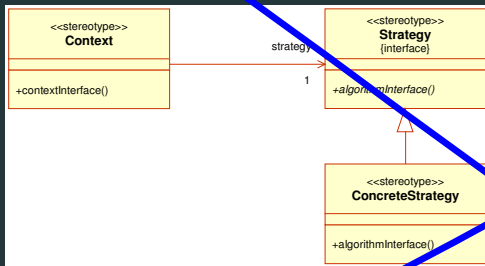 <<stereotype>>
Context
+contextInterface()
strategy
1
<<stereotype>>
Strategy
{interface}
+algorithmInterface()
<<stereotype>>
ConcreteStrategy
+algorithmInterface()